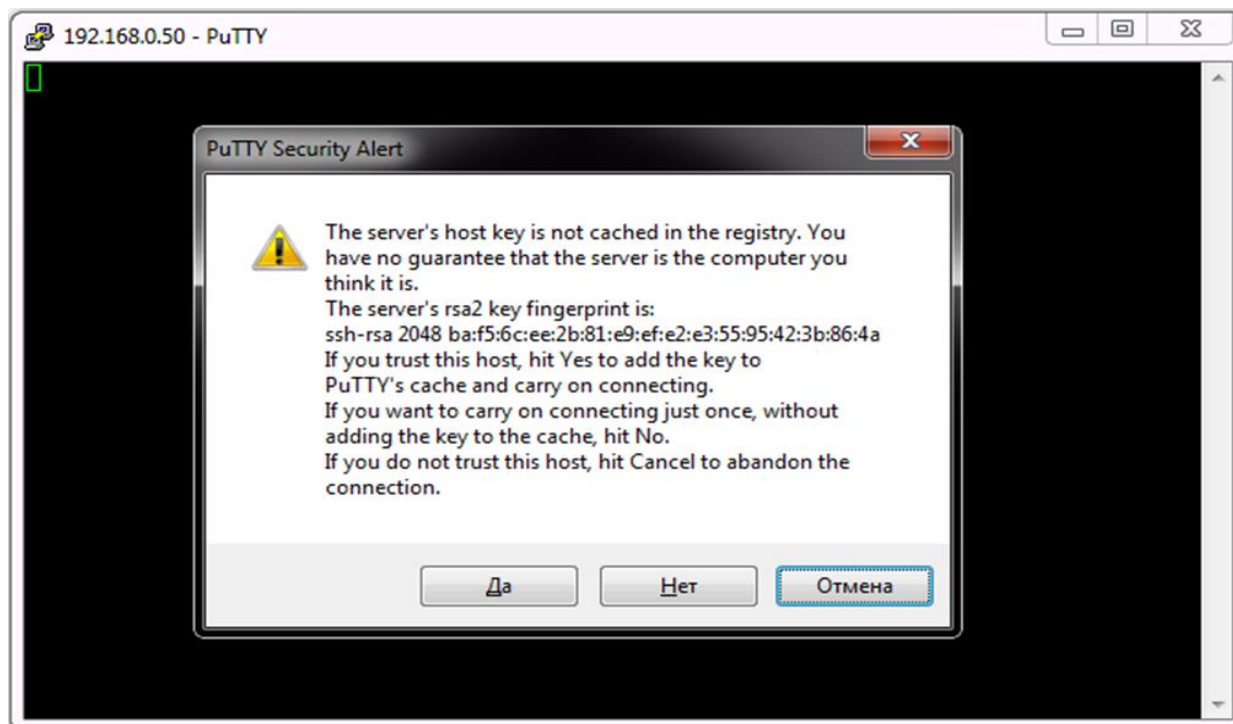 192.168.0.50 - PuTTY
PuTTY Security Alert
The server's host key is not cached in the registry. You
have no guarantee that the server is the computer you
think it is.
The server's rsa2 key fingerprint is:
ssh-rsa 2048 ba:f5:6c:ee:2b:81:e9:ef:e2:e3:55:95:42:3b:86:4a
If you trust this host, hit Yes to add the key to
PuTTY's cache and carry on connecting.
If you want to carry on connecting just once, without
adding the key to the cache, hit No.
If you do not trust this host, hit Cancel to abandon the
connection.
Да Нет Отмена